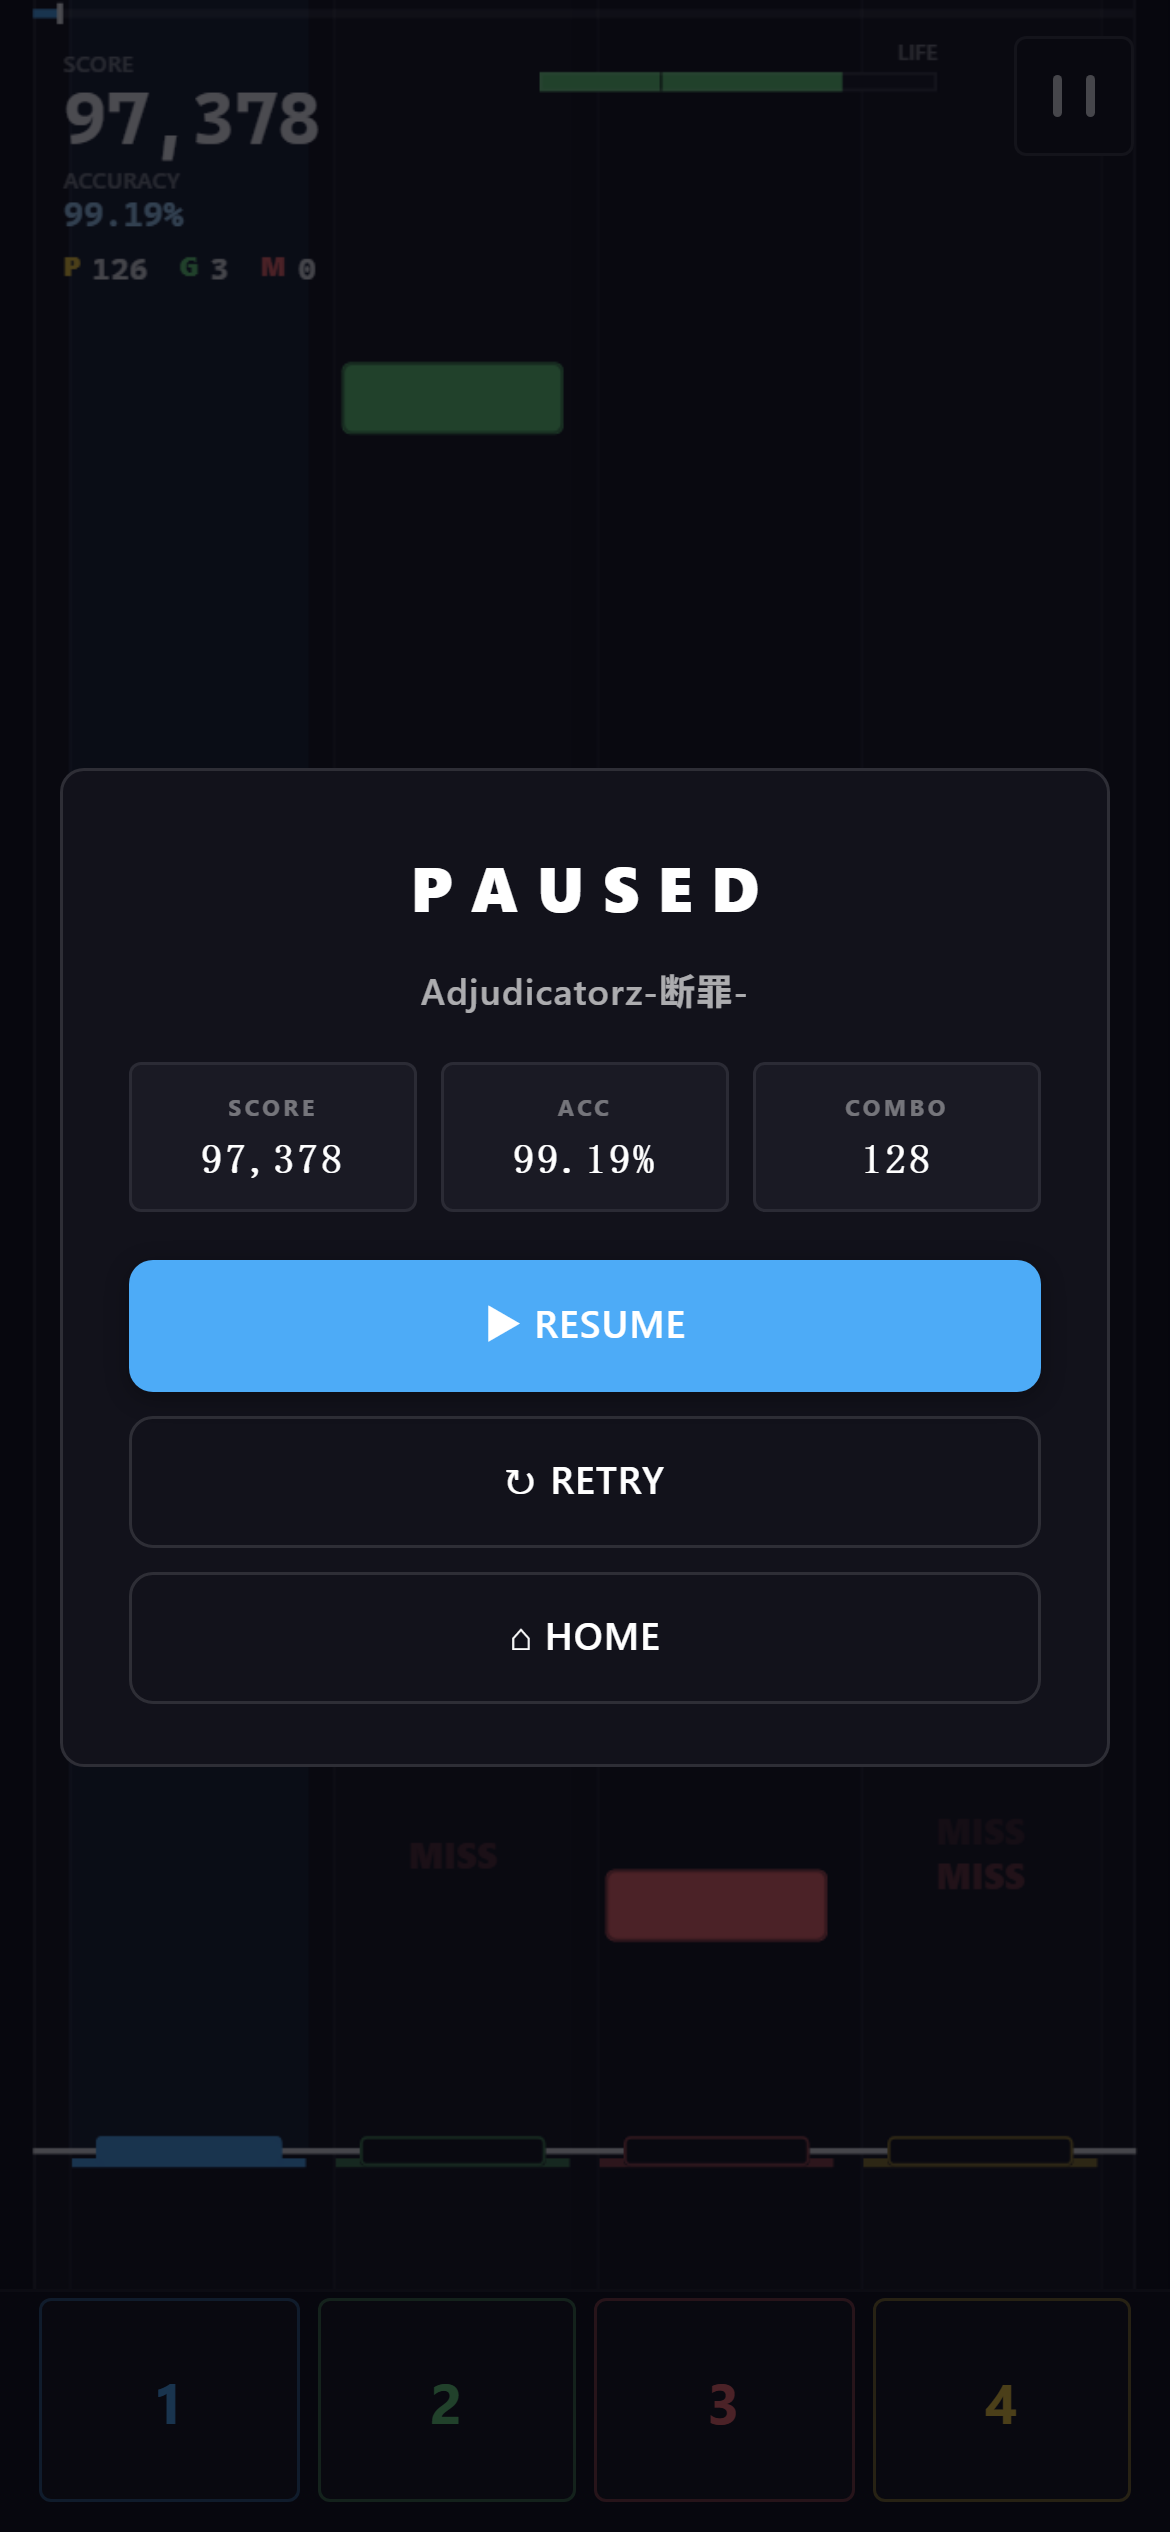 SCORE
97,378
LIFE
ACCURACY
99.19%
P 126 G 3 M 0
PAUSED
Adjudicatorz-断罪-
SCORE
97,378
ACC
99.19%
COMBO
128
▶ RESUME
↻ RETRY
⌂ HOME
MISS
MISS
MISS
1
2
3
4